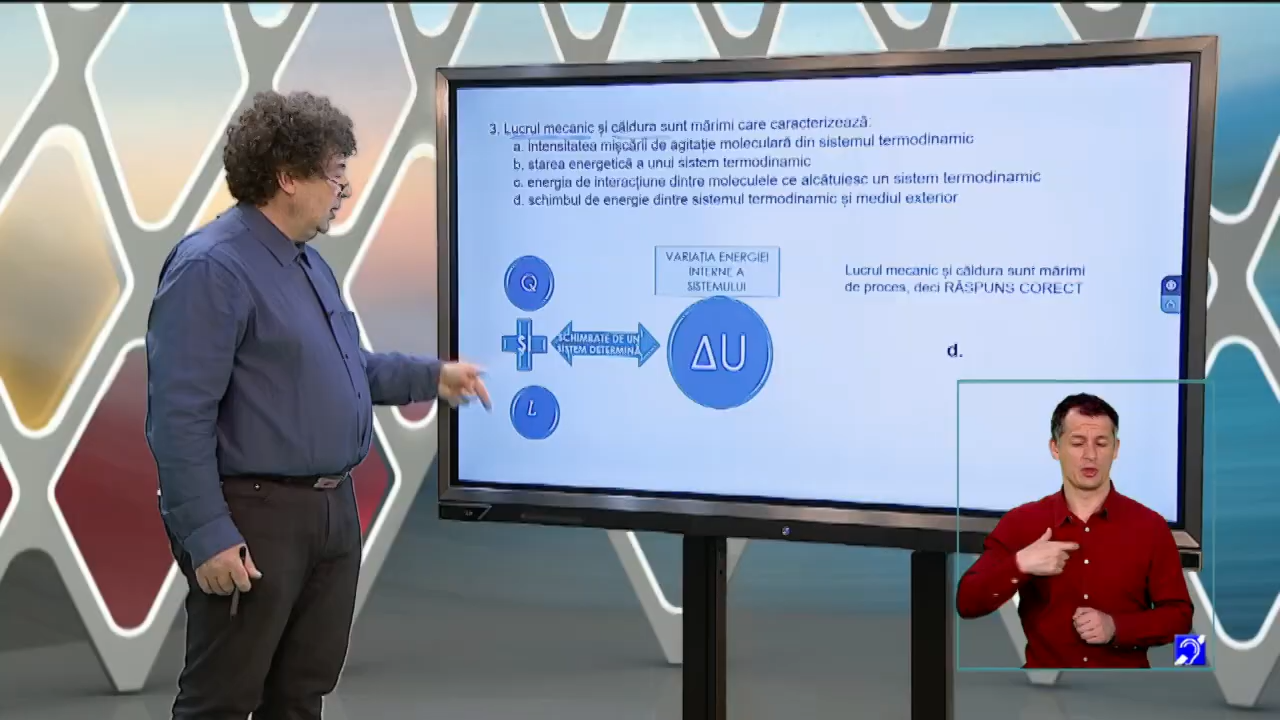 3. Lucrul mecanic și căldura sunt mărimi care caracterizează:
a. intensitatea mișcării de agitație moleculară din sistemul termodinamic
b. starea energetică a unui sistem termodinamic
c. energia de interacțiune dintre moleculele ce alcătuiesc un sistem termodinamic
d. schimbul de energie dintre sistemul termodinamic și mediul exterior
VARIAȚIA ENERGIEI
INTERNE A
SISTEMULUI
Q
ȘI
SCHIMBATE DE UN
SISTEM DETERMINĂ
ΔU
L
Lucrul mecanic și căldura sunt mărimi
de proces, deci RĂSPUNS CORECT
d.